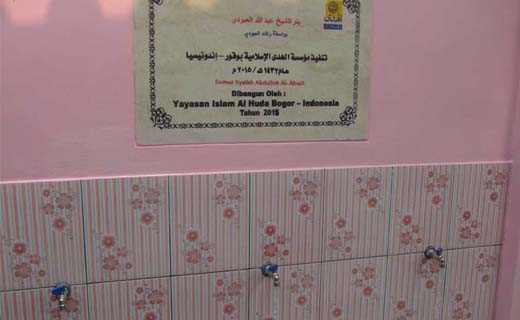 بئر الشيخ عبد الله العبودي
بواسطة راشد العبودي
تنفيذ مؤسسة الهدى الإسلامية بوقور - إندونيسيا
عام ١٤٣٦هـ / ٢٠١٥ م
Sumur Syaikh Abdullah Al-Abudi
Dibangun Oleh :
Yayasan Islam Al Huda Bogor - Indonesia
Tahun 2015